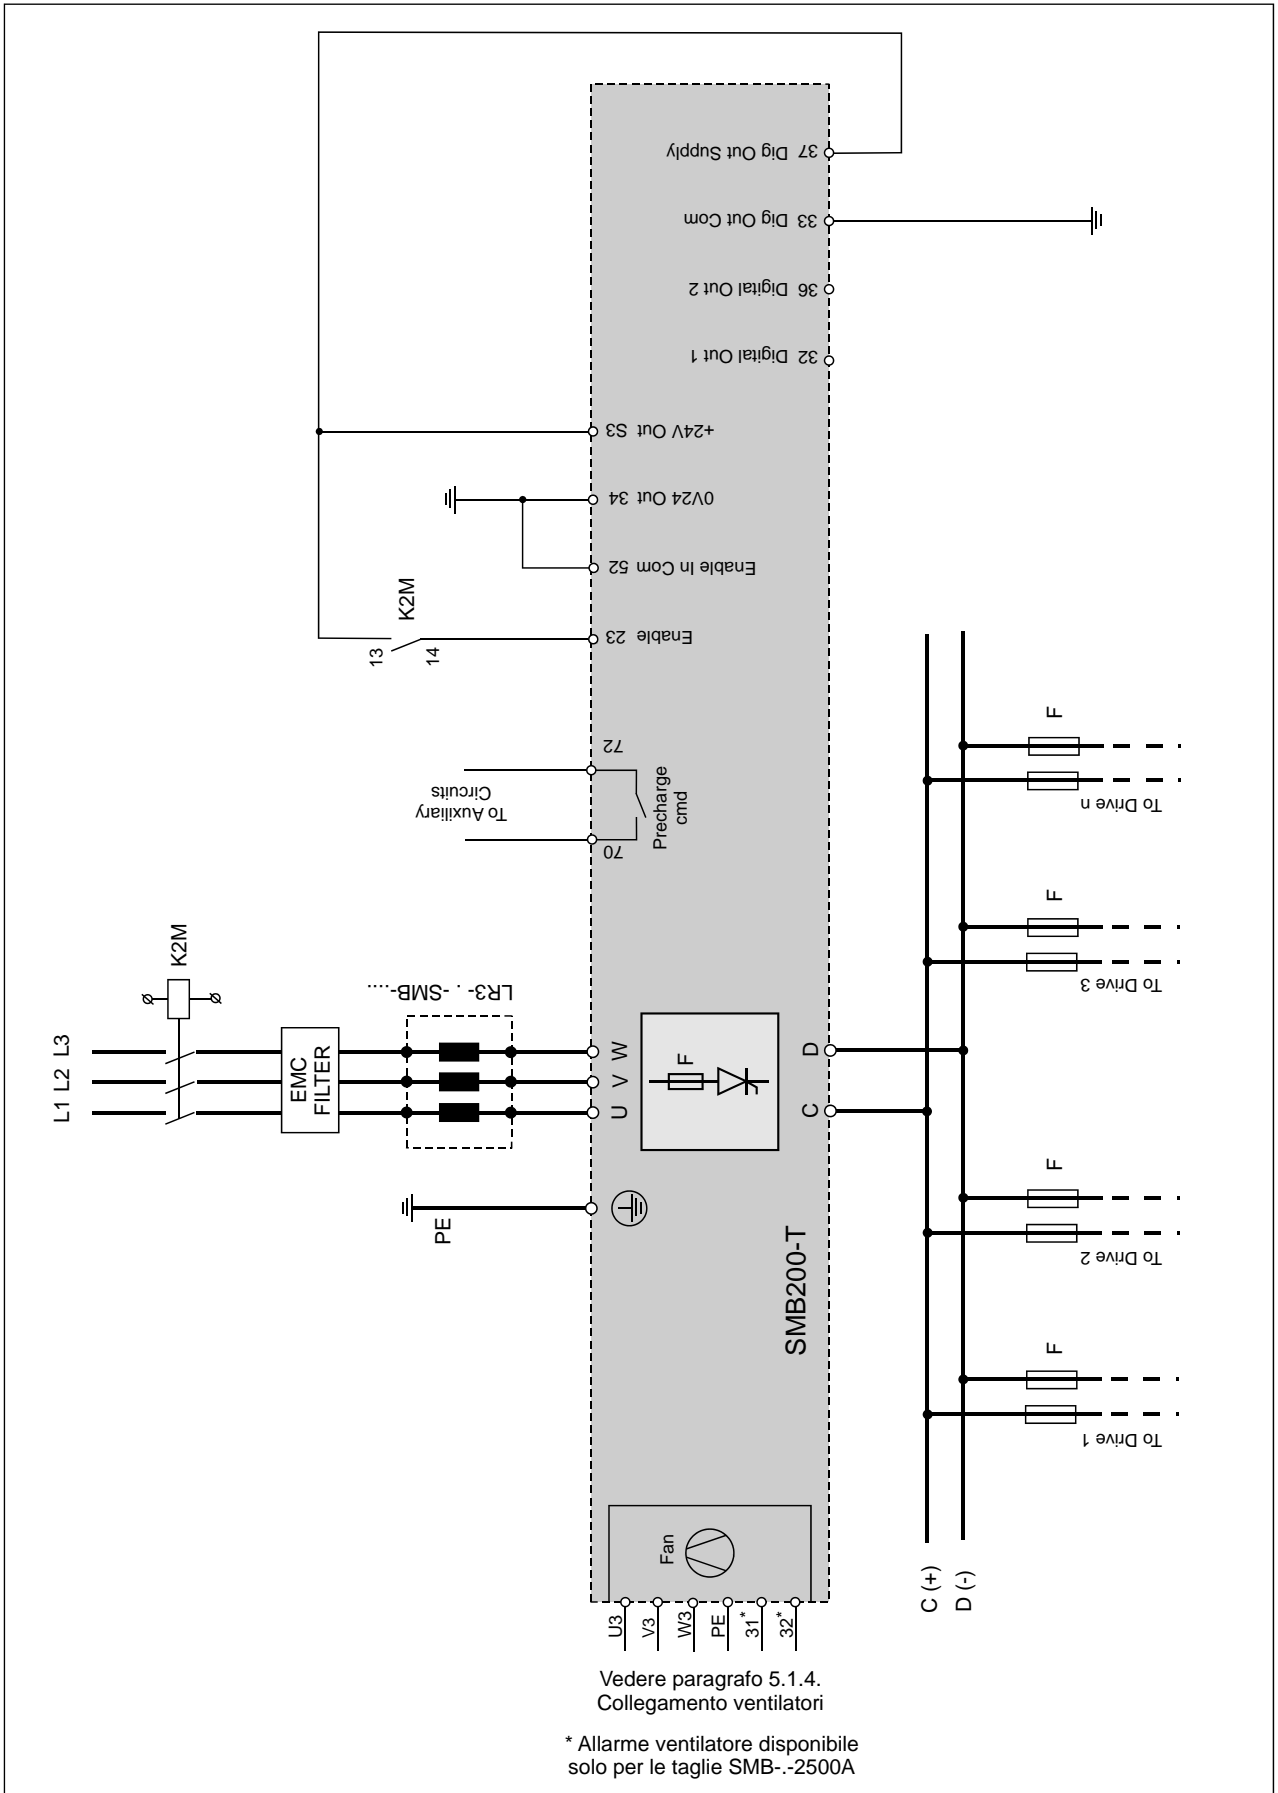 37 Dig Out Supply
33 Dig Out Com
36 Digital Out 2
32 Digital Out 1
+24V Out S3
0V24 Out 34
Enable In Com 52
Enable 23
K2M
13
14
72
70
Precharge
cmd
To Auxiliary
Circuits
K2M
L1 L2 L3
EMC
FILTER
LR3- . -SMB-....
U V W
F
C D
PE
SMB200-T
F
To Drive n
F
To Drive 3
F
To Drive 2
F
To Drive 1
C (+)
D (-)
Fan
U3
V3
W3
PE
31*
32*
Vedere paragrafo 5.1.4.
Collegamento ventilatori
* Allarme ventilatore disponibile
solo per le taglie SMB-.-2500A